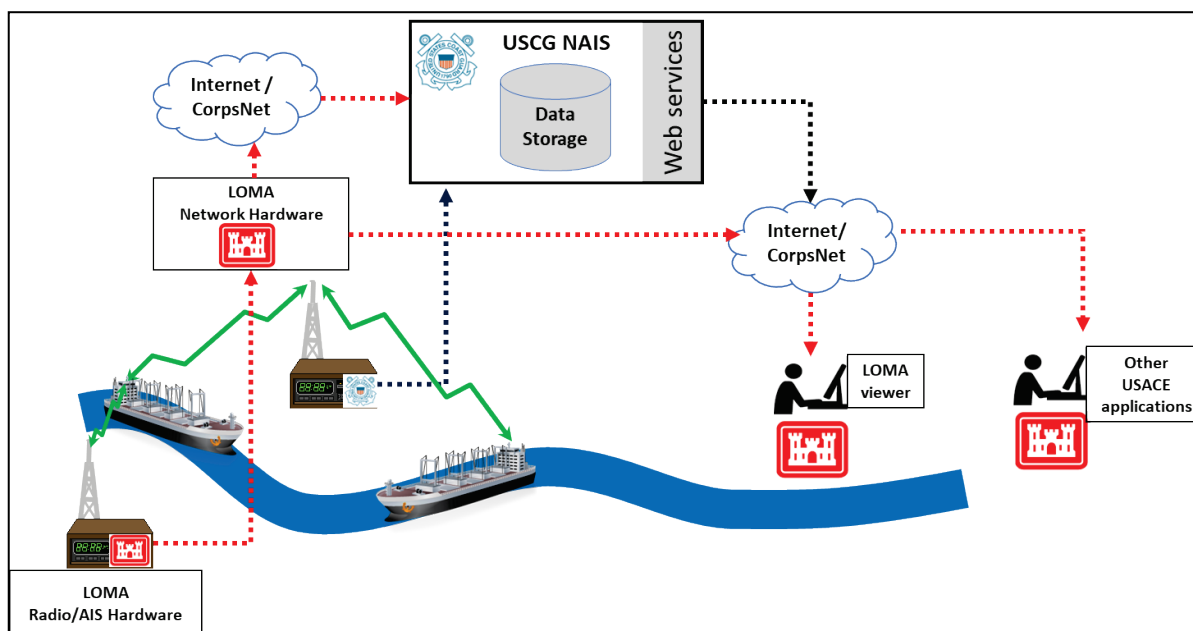 USCG NAIS
Internet /
CorpsNet
Data
Storage
Web services
LOMA
Network Hardware
Internet/
CorpsNet
LOMA
viewer
Other
USACE
applications
LOMA
Radio/AIS Hardware